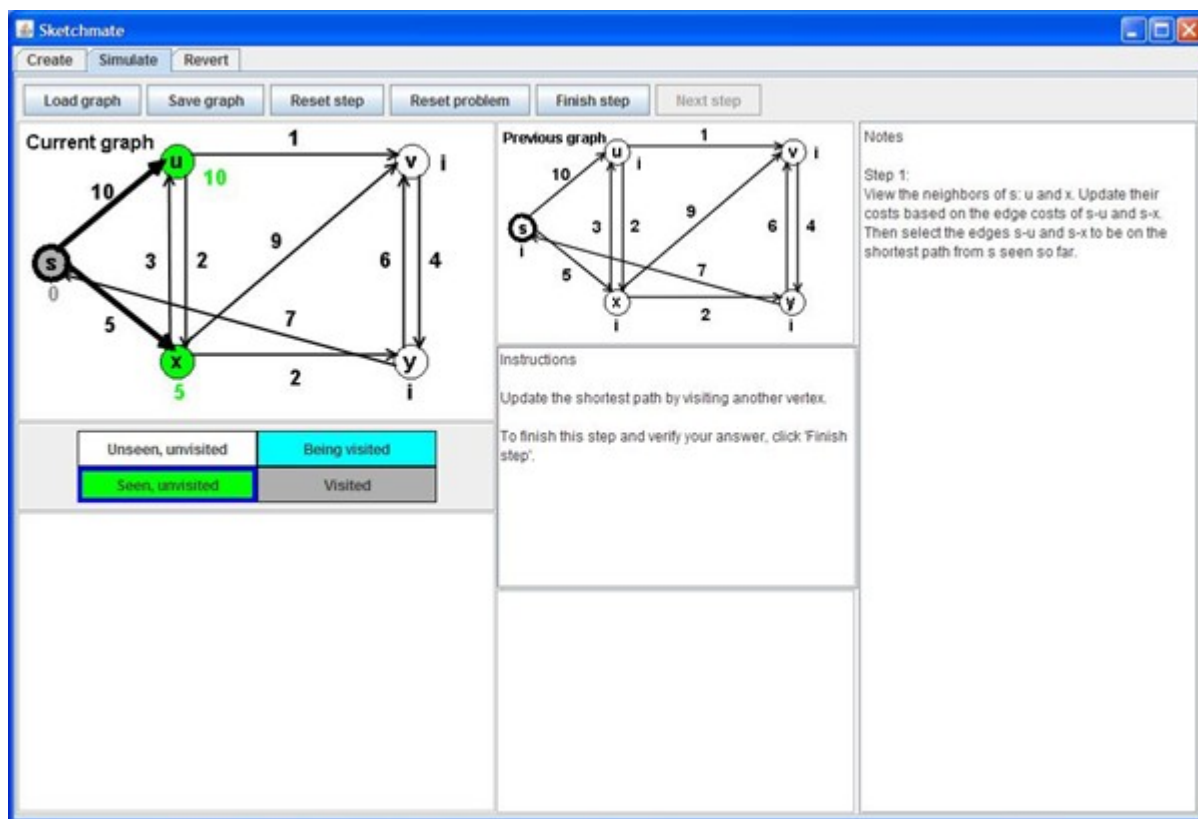 Sketchmate
Create Simulate Revert
Load graph Save graph Reset step Reset problem Finish step Next step
Current graph
u
10
1
v
i
10
s
0
3
2
9
6
4
5
7
x
5
2
y
i
Unseen, unvisited Being visited
Seen, unvisited Visited
Previous graph
u
i
1
v
i
10
s
i
3
2
9
6
4
5
7
x
i
2
y
i
Instructions
Update the shortest path by visiting another vertex.
To finish this step and verify your answer, click 'Finish
step'.
Notes
Step 1:
View the neighbors of s: u and x. Update their
costs based on the edge costs of s-u and s-x.
Then select the edges s-u and s-x to be on the
shortest path from s seen so far.